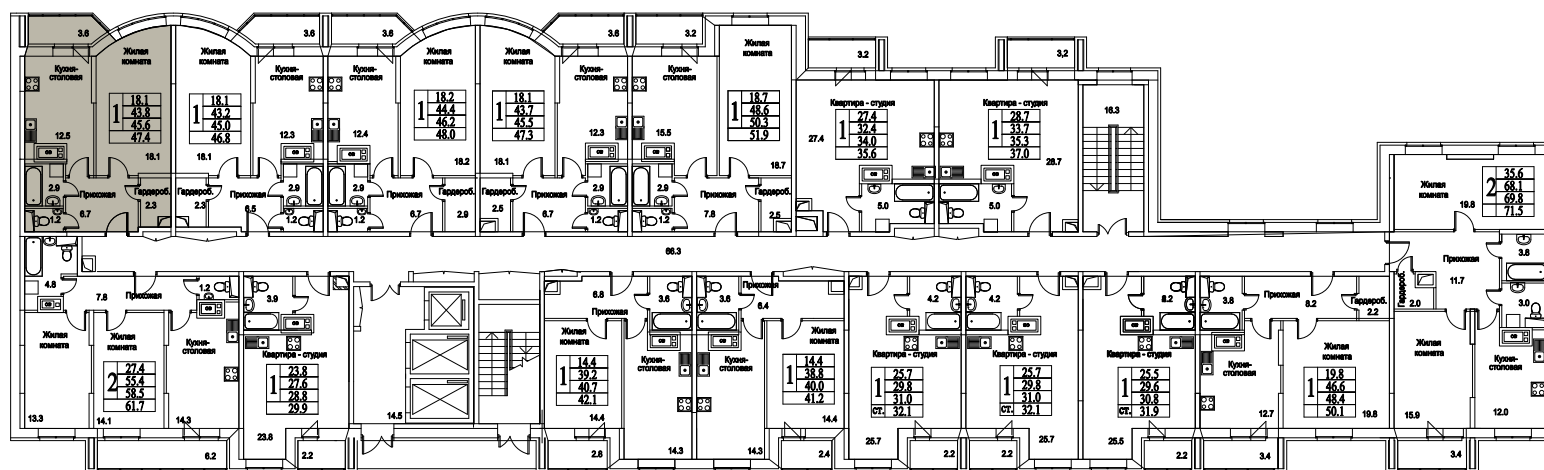 3.6
3.6
3.6
3.6
3.2
3.2
3,2
Жилая
комната
Жилая
комната
Жилая
комната
Жилая
комната
Жилая
комната
Кухня-
столовая
Кухня-
столовая
Кухня-
столовая
Кухня-
столовая
Кухня-
столовая
Квартира - студия
Квартира - студия
1
18.1
43.8
45.6
47.4
1
18.1
43.2
45.0
46.8
1
18.2
44.4
46.2
48.0
1
18.1
43.7
45.5
47.3
1
18.7
48.6
50.3
51.9
1
27.4
32.4
34.0
35.6
1
28.7
33.7
35.3
37.0
16.3
12.5
18.1
18.1
12.3
12.4
18.2
18.1
12.3
15.5
18.7
27.4
28.7
2.9
Прихожая
Гардероб.
1.2
6.7
2.3
Гардероб.
2.3
Прихожая
6.5
2.9
1.2
2.9
1.2
Прихожая
6.7
Гардероб.
2.9
Гардероб.
2.5
Прихожая
6.7
2.9
1.2
2.9
1.2
Прихожая
7.8
Гардероб.
2.5
5.0
5.0
Жилая
комната
19.8
2
35.6
68.1
69.8
71.5
66.3
4.8
7.8
Прихожая
1.2
3.9
6.8
Прихожая
3.6
3.6
Прихожая
6.4
4.2
4.2
8.2
3.8
Прихожая
8.2
Гардероб.
2.2
Гардероб.
2.0
Прихожая
11.7
3.8
3.0
Жилая
комната
Жилая
комната
Кухня-
столовая
Квартира - студия
Жилая
комната
Кухня-
столовая
Кухня-
столовая
Жилая
комната
Квартира - студия
Квартира - студия
Квартира - студия
Кухня-
столовая
Жилая
комната
Жилая
комната
Кухня-
столовая
2
27.4
55.4
58.5
61.7
1
23.8
27.6
28.8
29.9
1
14.4
39.2
40.7
42.1
1
14.4
38.8
40.0
41.2
1
ст.
25.7
29.8
31.0
32.1
1
ст.
25.7
29.8
31.0
32.1
1
ст.
25.5
29.6
30.8
31.9
1
19.8
46.6
48.4
50.1
13.3
14.1
14.3
23.8
14.5
14.4
14.3
14.3
14.4
25.7
25.7
25.5
12.7
19.8
15.9
12.0
6.2
2.2
2.6
2.4
2.2
2.2
2.2
3.4
3.4